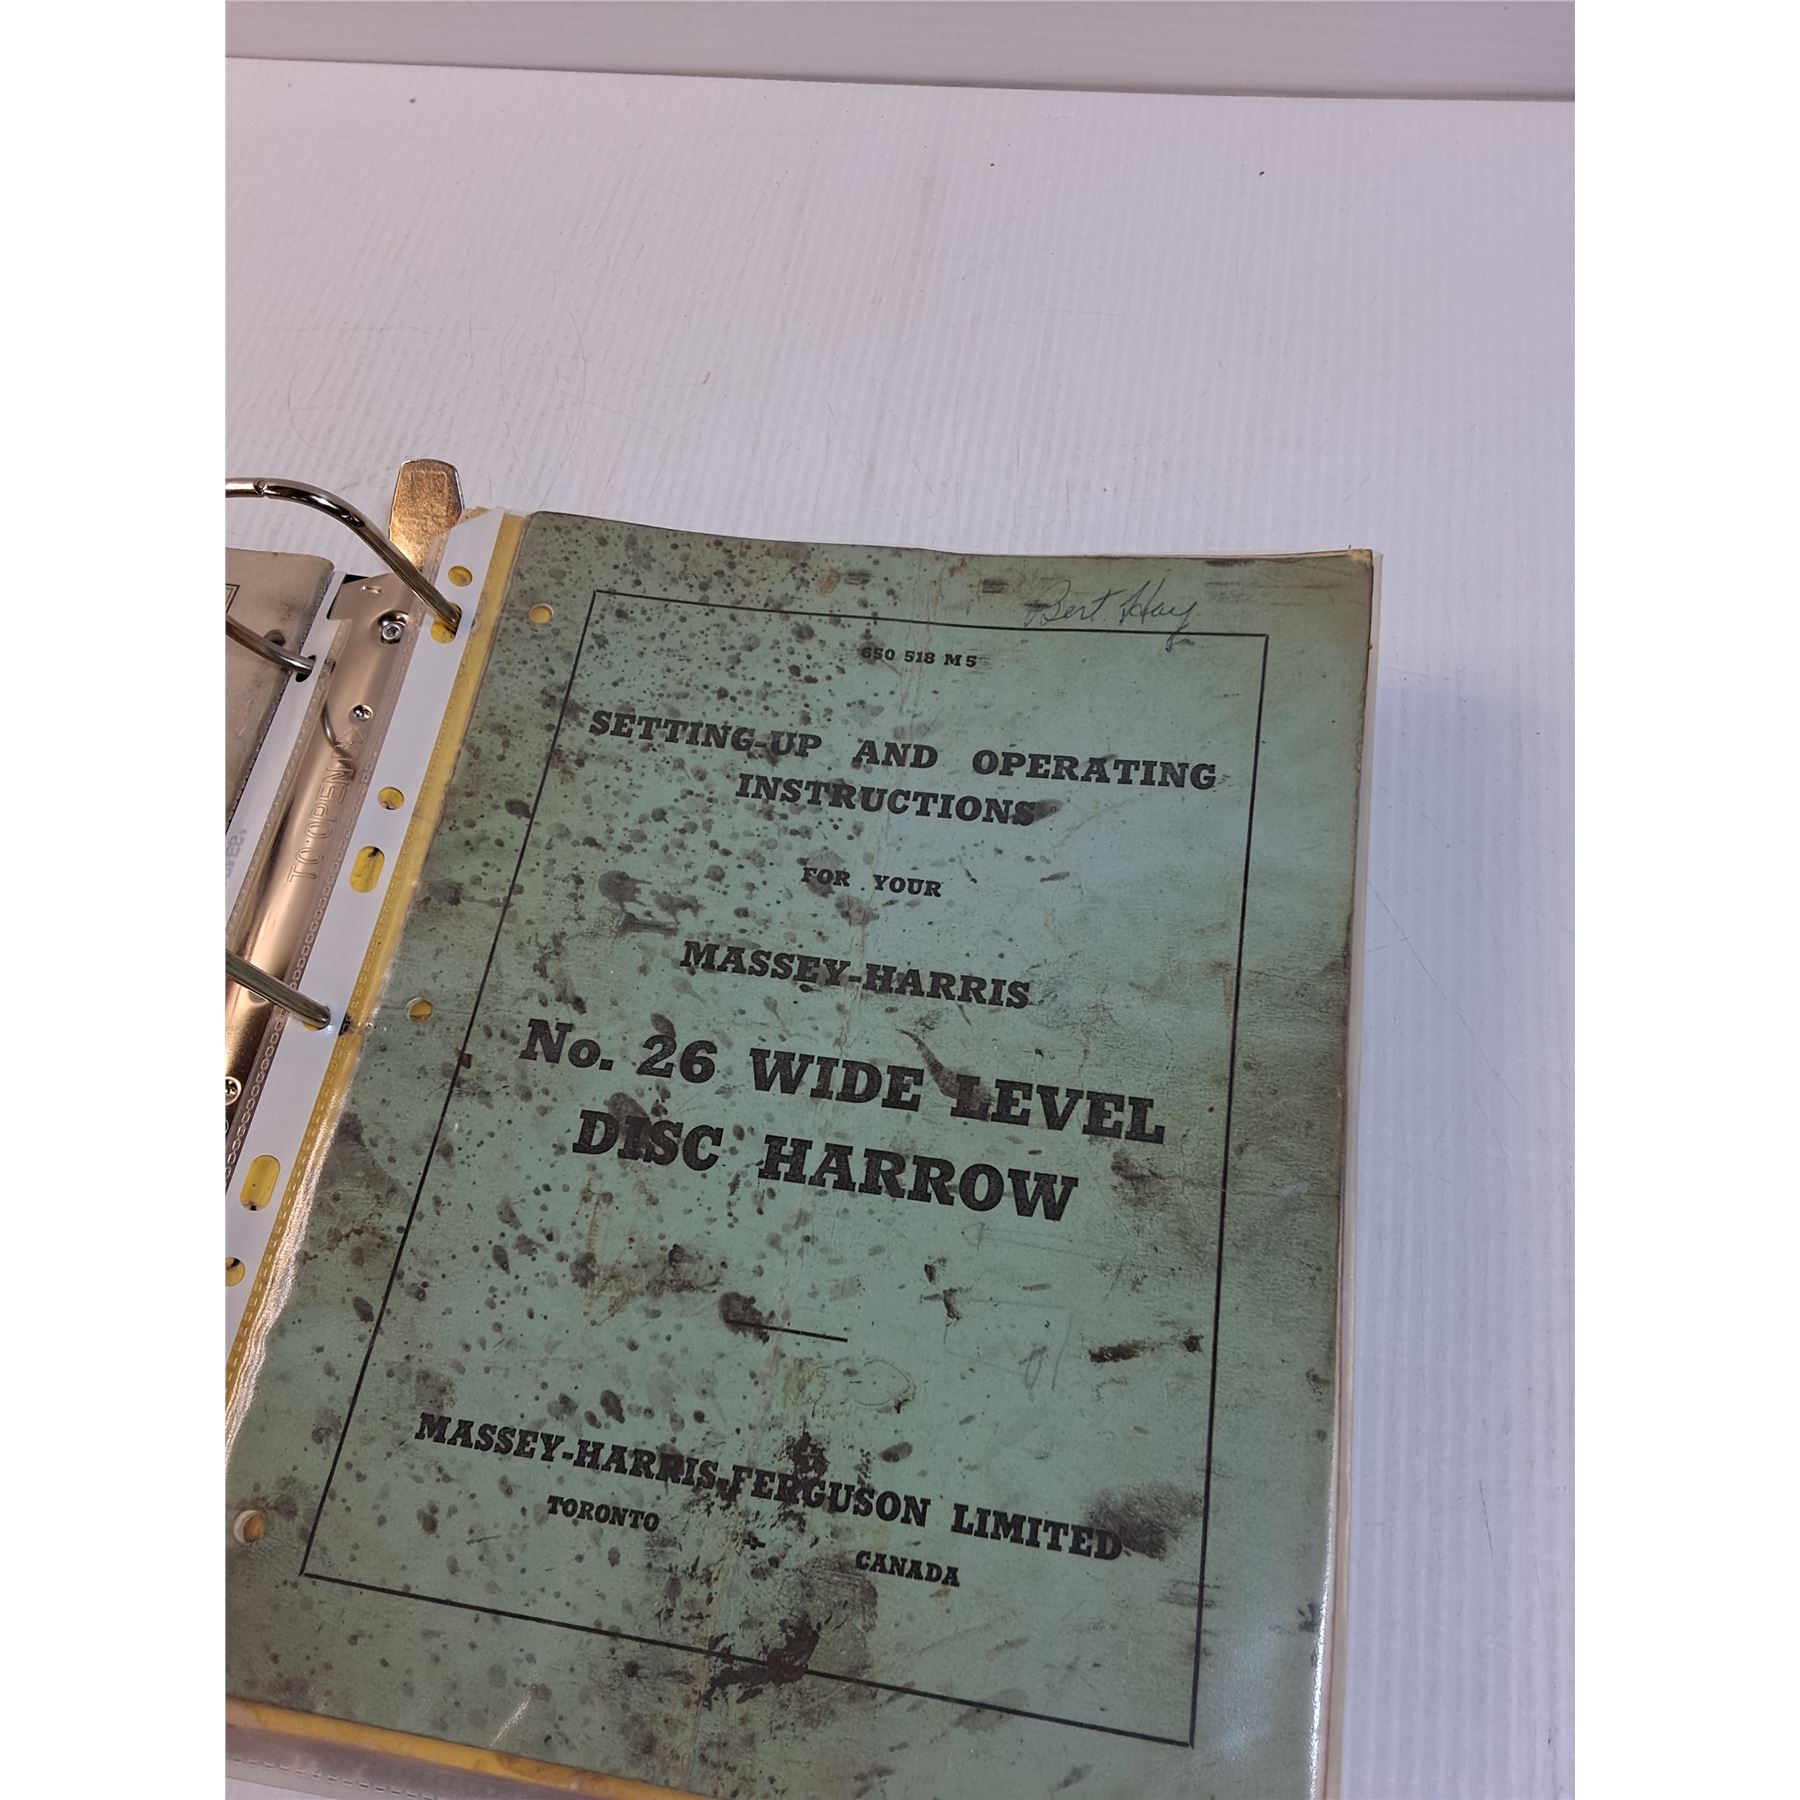 Bert Hay
650 518 M5
SETTING-UP AND OPERATING
INSTRUCTIONS
FOR YOUR
MASSEY-HARRIS
No. 26 WIDE LEVEL
DISC HARROW
MASSEY-HARRIS-FERGUSON LIMITED
TORONTO - CANADA
TO OPEN